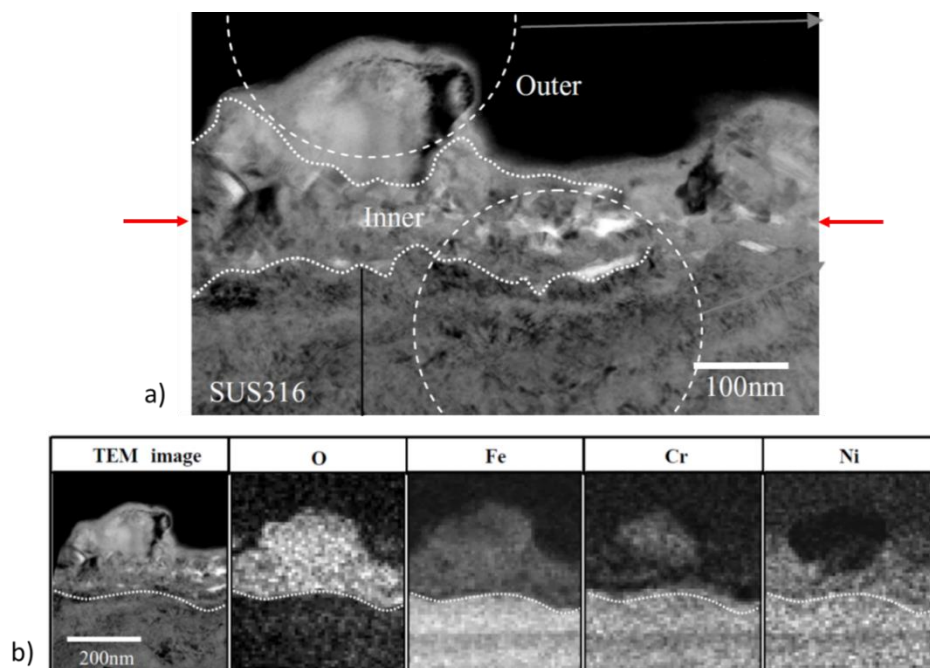 Outer
Inner
SUS316
100nm
a)
TEM image O Fe Cr Ni
200nm
b)